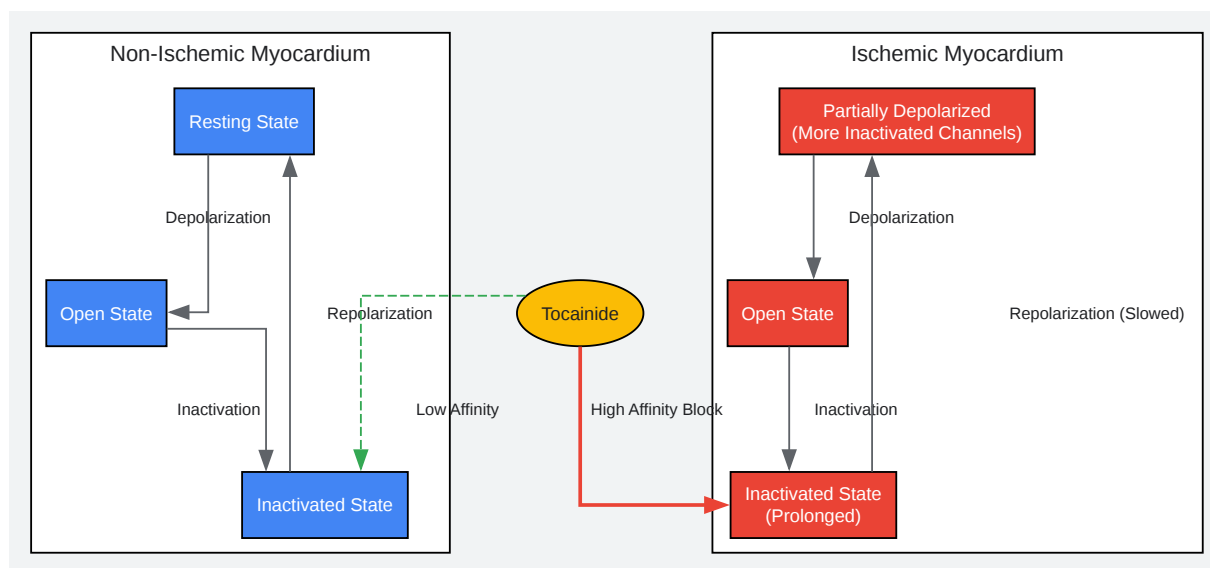 Non-Ischemic Myocardium
Resting State
Depolarization
Open State
Repolarization
Inactivation
Low Affinity
Inactivated State
Tocainide
High Affinity Block
Ischemic Myocardium
Partially Depolarized
(More Inactivated Channels)
Depolarization
Open State
Repolarization (Slowed)
Inactivation
Inactivated State
(Prolonged)